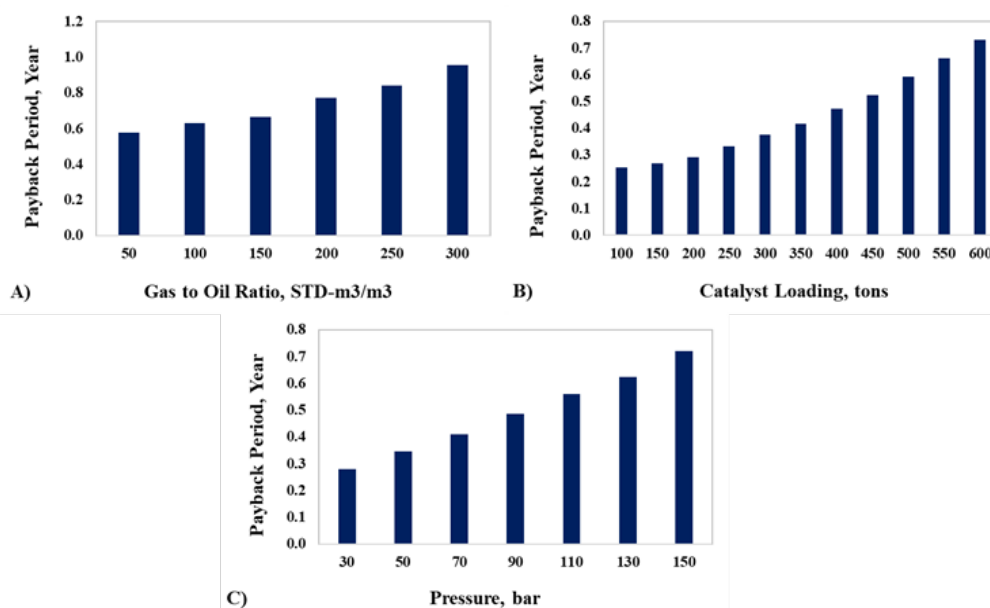 Payback Period, Year
1.2
1.0
0.8
0.6
0.4
0.2
0.0
50 100 150 200 250 300
A) Gas to Oil Ratio, STD-m3/m3
Payback Period, Year
0.8
0.7
0.6
0.5
0.4
0.3
0.2
0.1
0.0
100 150 200 250 300 350 400 450 500 550 600
B) Catalyst Loading, tons
Payback Period, Year
0.8
0.7
0.6
0.5
0.4
0.3
0.2
0.1
0.0
30 50 70 90 110 130 150
C) Pressure, bar